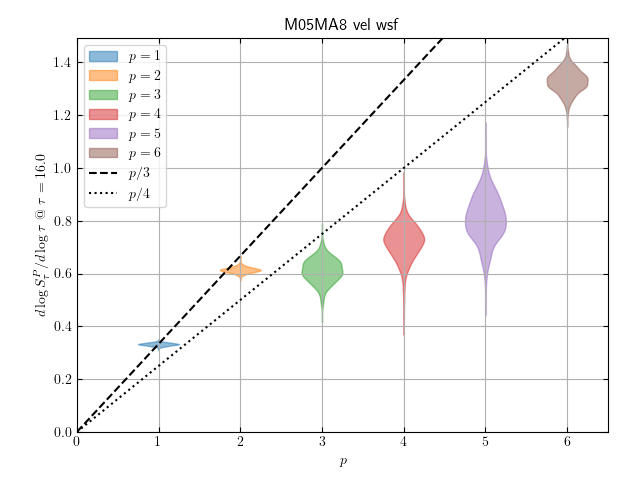 M05MA8 vel wsf
p = 1
p = 2
p = 3
p = 4
p = 5
p = 6
p/3
p/4
d log S_τ^P / d log τ @ τ = 16.0
1.4
1.2
1.0
0.8
0.6
0.4
0.2
0.0
0 1 2 3 4 5 6
p